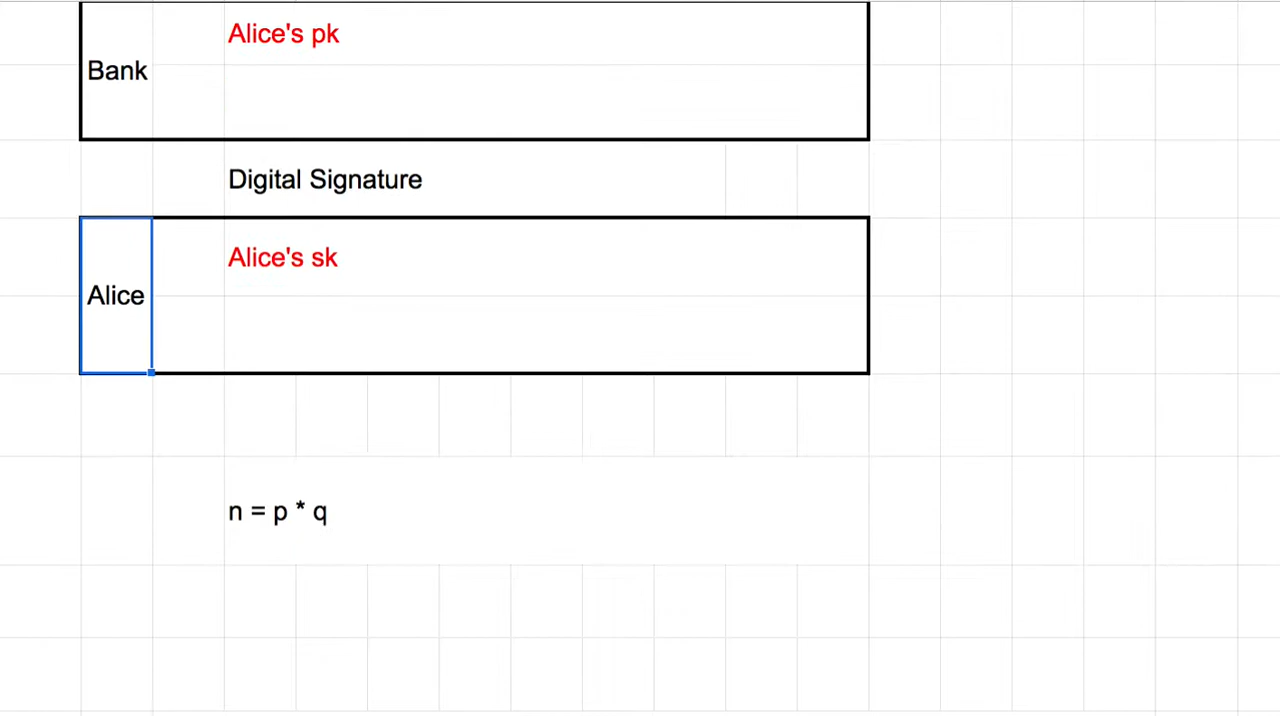 Alice's pk
Bank
Digital Signature
Alice's sk
Alice
n = p * q